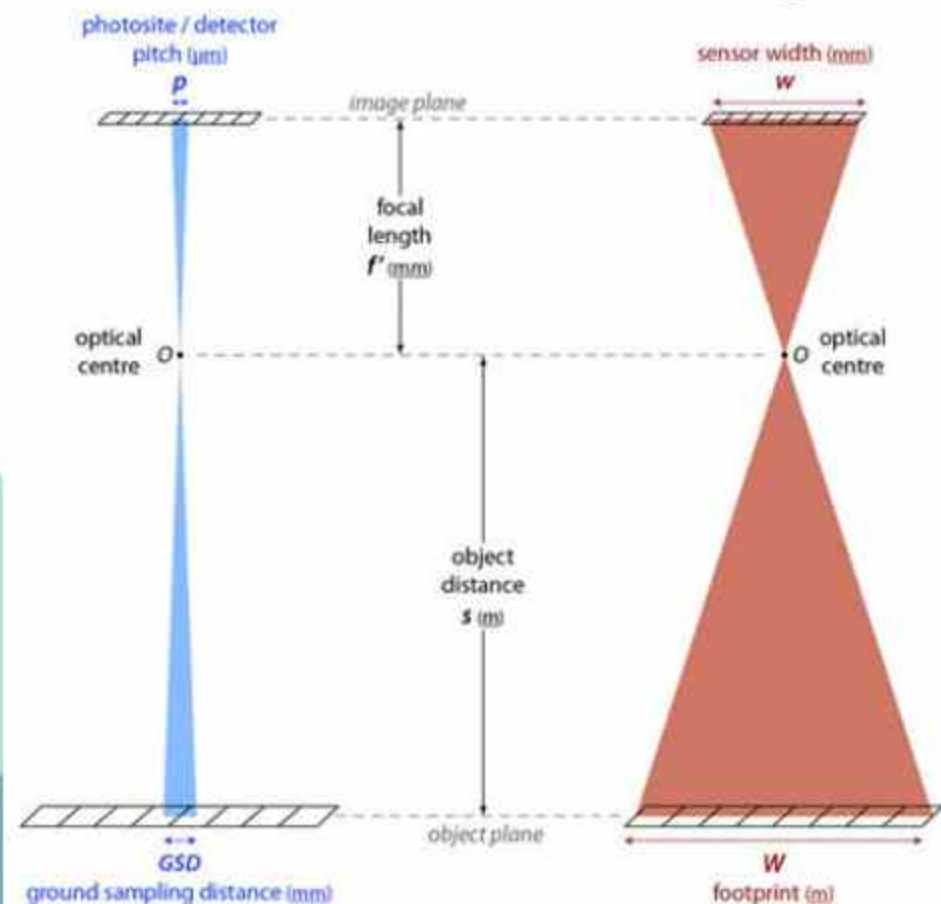 photosite / detector
pitch (µm)
p
sensor width (mm)
w
image plane
focal
length
f' (mm)
optical
centre
O
O
optical
centre
object
distance
s (m)
object plane
GSD
ground sampling distance (mm)
W
footprint (m)